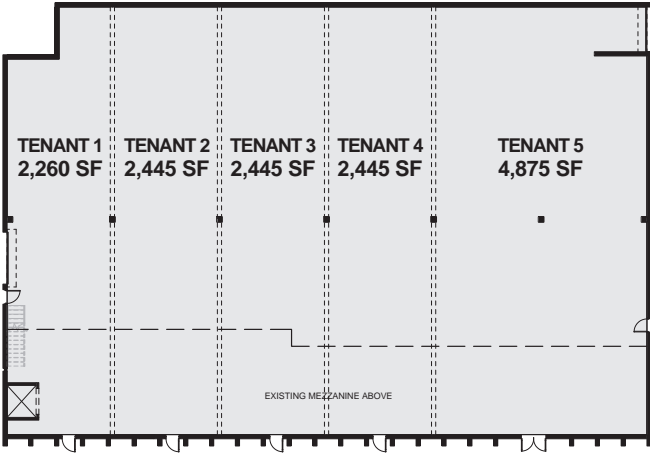 TENANT 1
2,260 SF
TENANT 2
2,445 SF
TENANT 3
2,445 SF
TENANT 4
2,445 SF
TENANT 5
4,875 SF
EXISTING MEZZANINE ABOVE